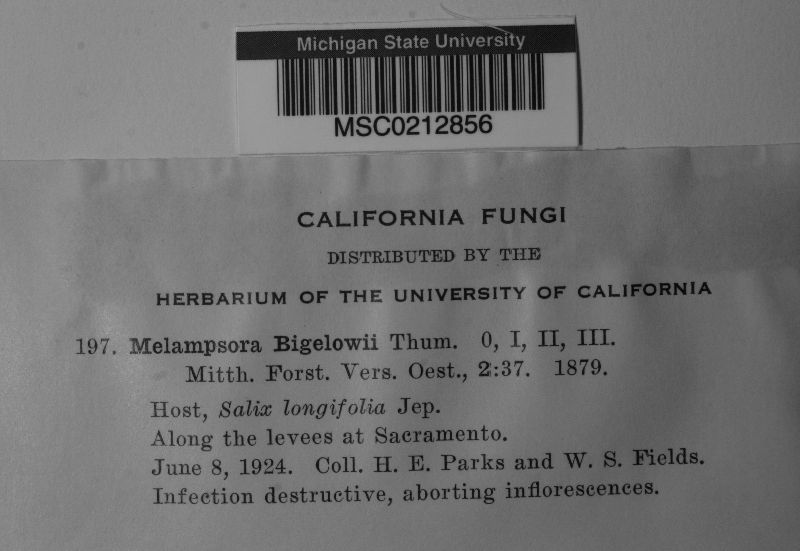 Michigan State University
MSC0212856
CALIFORNIA FUNGI
DISTRIBUTED BY THE
HERBARIUM OF THE UNIVERSITY OF CALIFORNIA
197. Melampsora Bigelowii Thum. 0, I, II, III.
Mitth. Forst. Vers. Oest., 2:37. 1879.
Host, Salix longifolia Jep.
Along the levees at Sacramento.
June 8, 1924. Coll. H. E. Parks and W. S. Fields.
Infection destructive, aborting inflorescences.